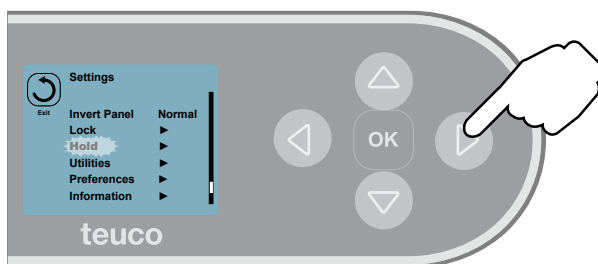 Settings
Exit
Invert Panel Normal
Lock
Hold
Utilities
Preferences
Information
OK
teuco